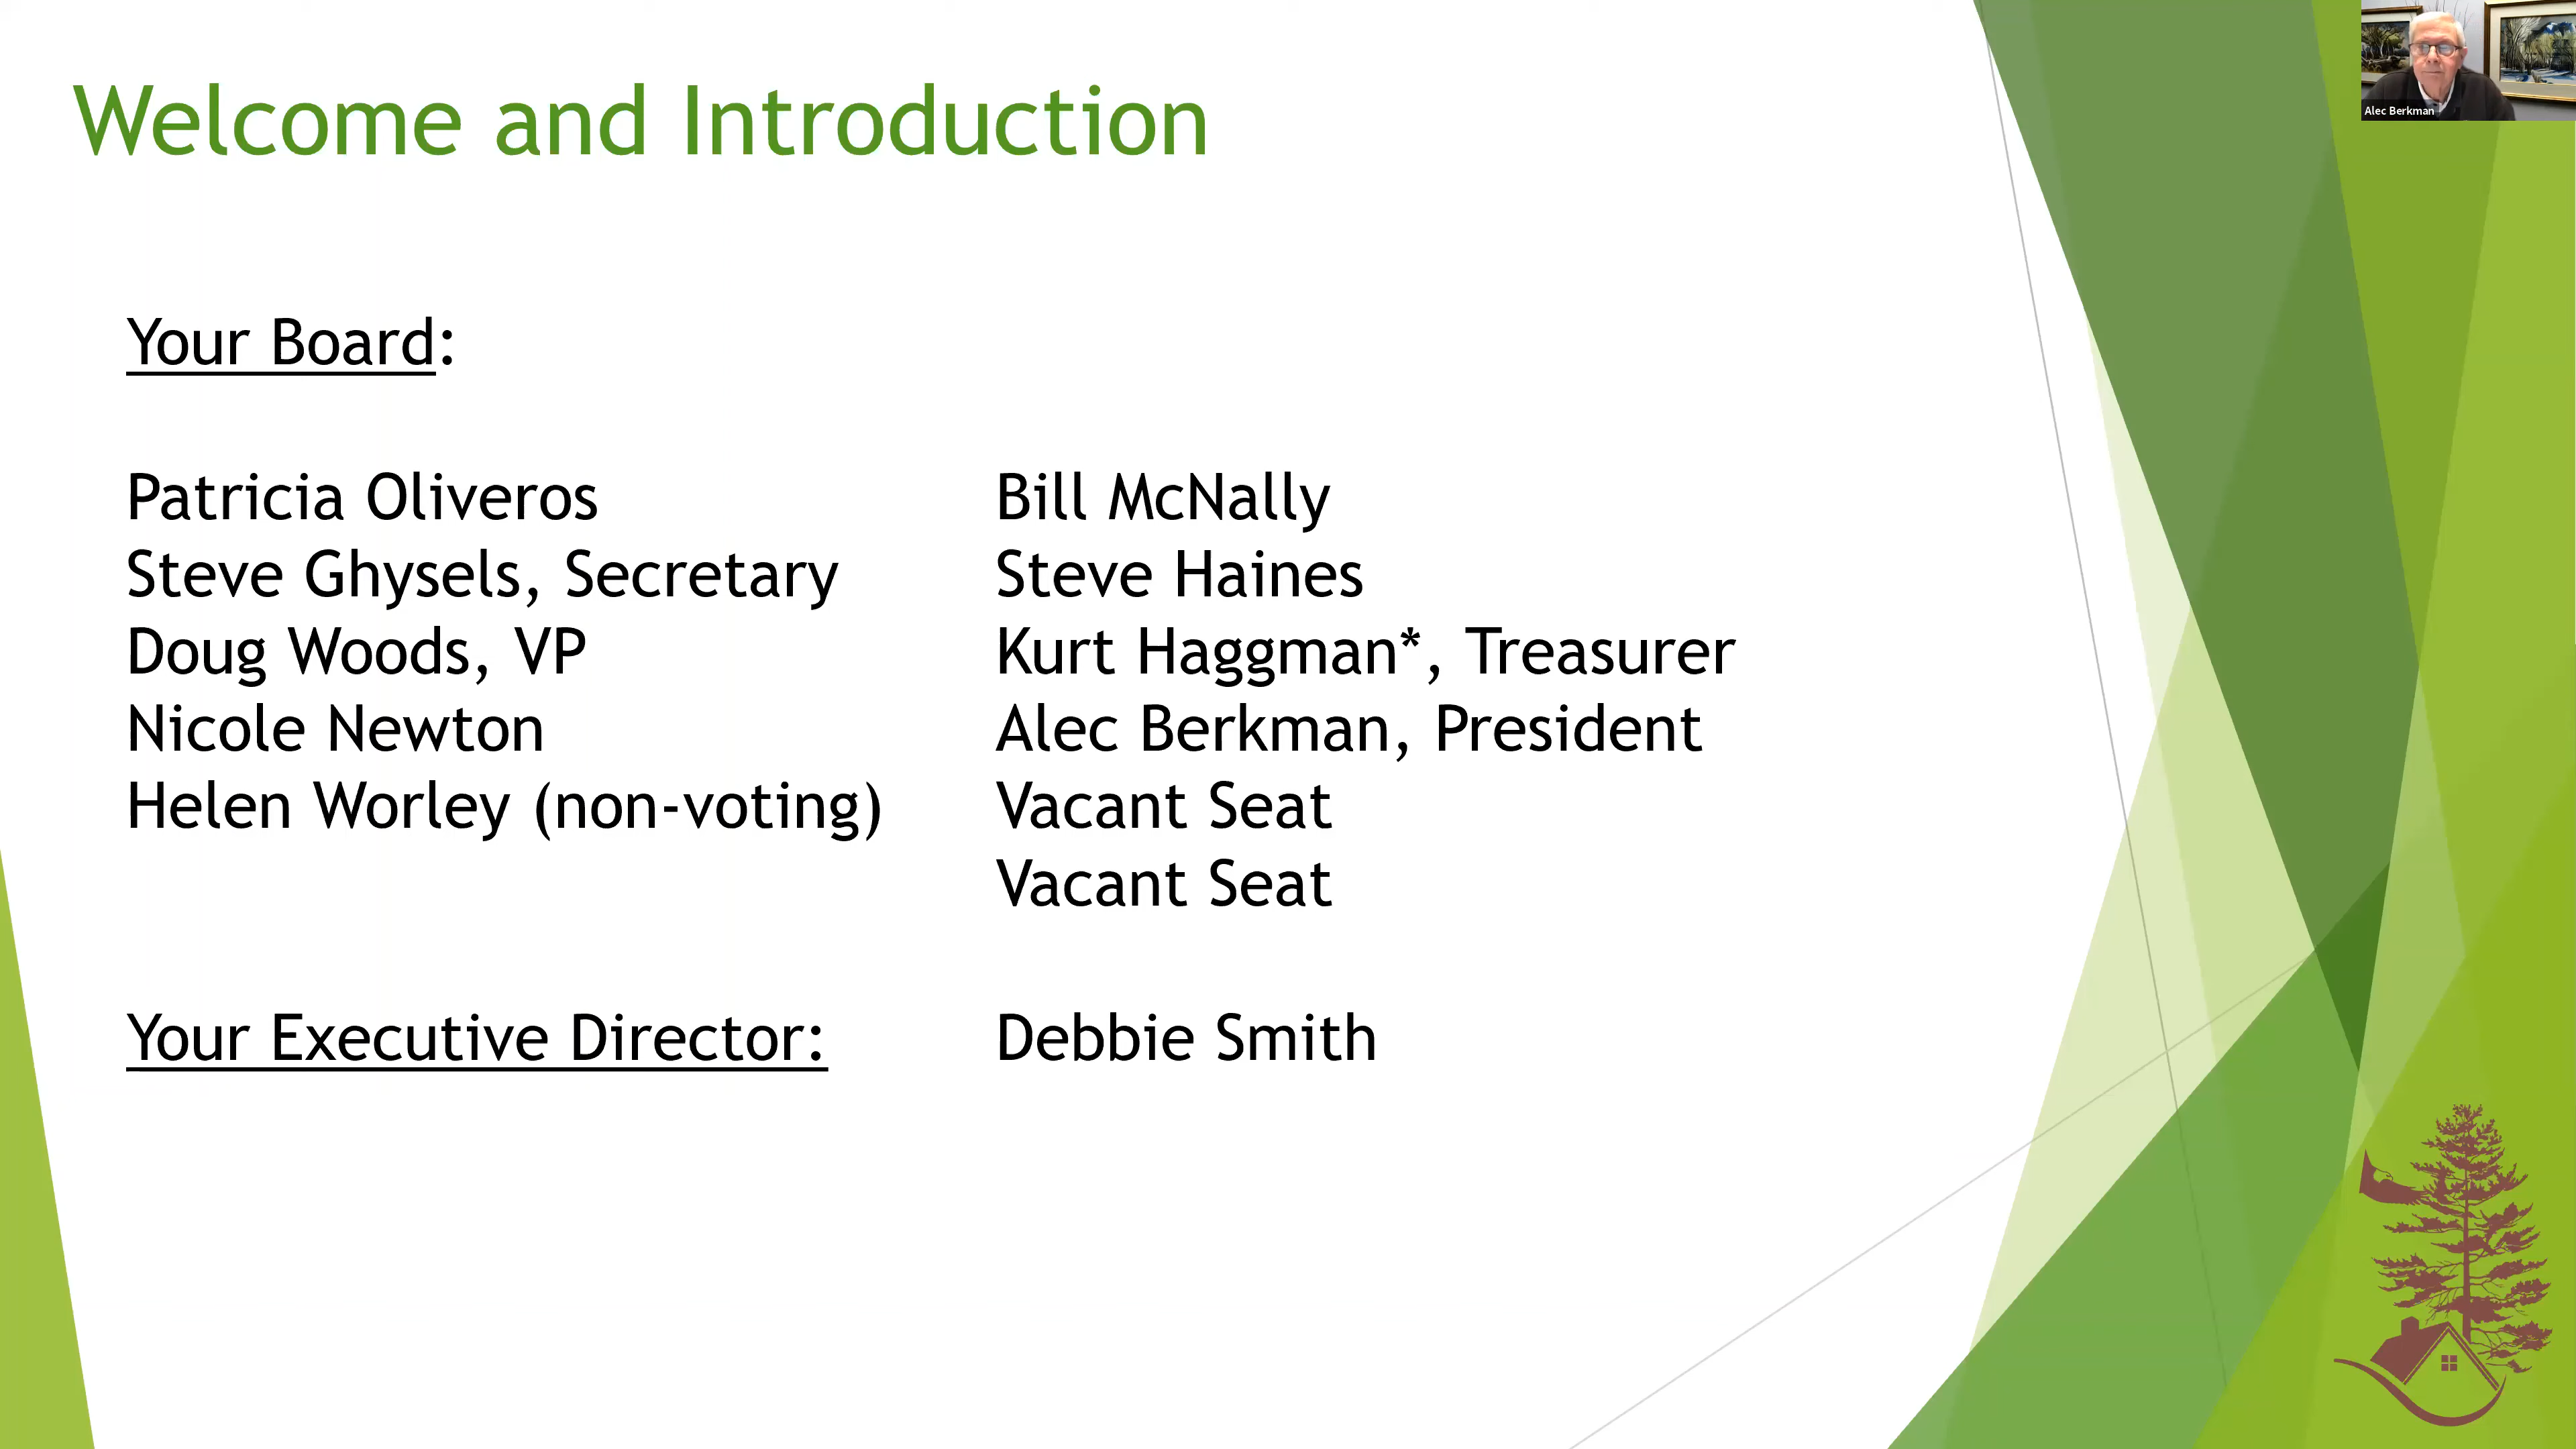 Welcome and Introduction
Alec Berkman
Your Board:
Patricia Oliveros
Steve Ghysels, Secretary
Doug Woods, VP
Nicole Newton
Helen Worley (non-voting)
Bill McNally
Steve Haines
Kurt Haggman*, Treasurer
Alec Berkman, President
Vacant Seat
Vacant Seat
Your Executive Director:
Debbie Smith